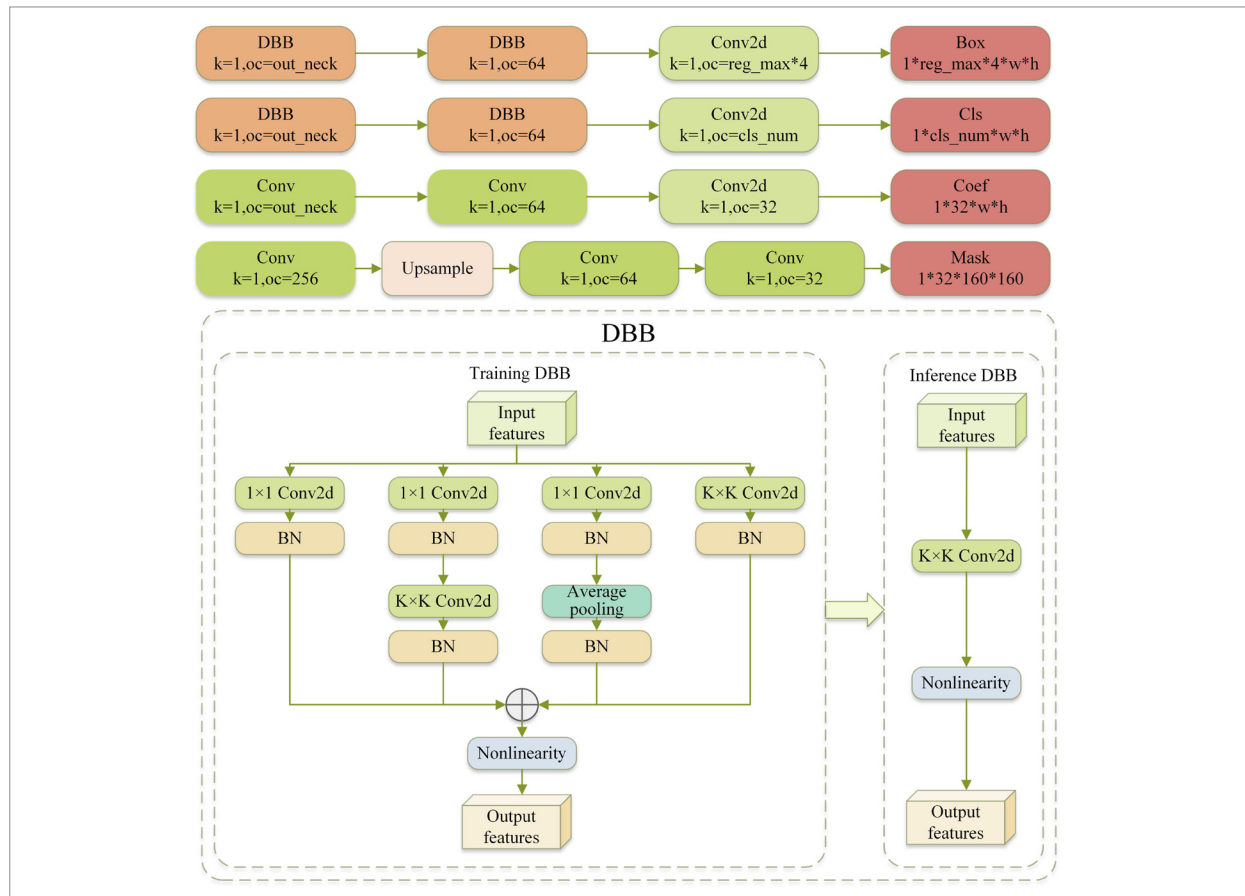 DBB
k=1,oc=out_neck
DBB
k=1,oc=64
Conv2d
k=1,oc=reg_max*4
Box
1*reg_max*4*w*h
DBB
k=1,oc=out_neck
DBB
k=1,oc=64
Conv2d
k=1,oc=cls_num
Cls
1*cls_num*w*h
Conv
k=1,oc=out_neck
Conv
k=1,oc=64
Conv2d
k=1,oc=32
Coef
1*32*w*h
Conv
k=1,oc=256
Upsample
Conv
k=1,oc=64
Conv
k=1,oc=32
Mask
1*32*160*160
DBB
Training DBB
Input
features
1×1 Conv2d
1×1 Conv2d
1×1 Conv2d
K×K Conv2d
BN
BN
BN
BN
K×K Conv2d
Average
pooling
BN
BN
Nonlinearity
Output
features
Inference DBB
Input
features
K×K Conv2d
Nonlinearity
Output
features